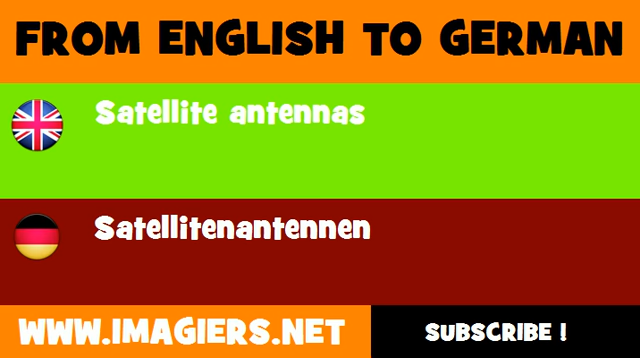 FROM ENGLISH TO GERMAN
Satellite antennas
Satellitenantennen
WWW.IMAGIERS.NET
SUBSCRIBE !